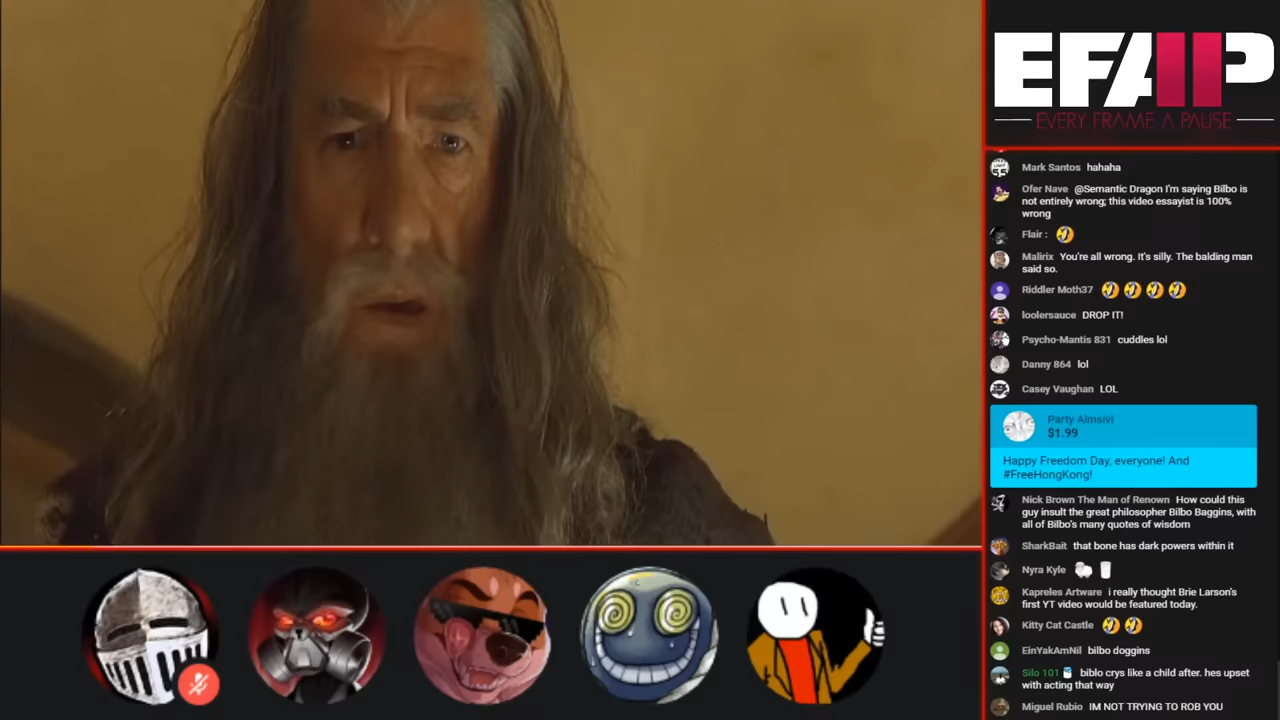 EFAP
EVERY FRAME A PAUSE
Mark Santos hahaha
Ofer Nave @Semantic Dragon I'm saying Bilbo is
not entirely wrong; this video essayist is 100%
wrong
Flair :
Malirix You're all wrong. It's silly. The balding man
said so.
Riddler Moth37
loolersauce DROP IT!
Psycho-Mantis 831 cuddles lol
Danny 864 lol
Casey Vaughan LOL
Party Almsivi
$1.99
Happy Freedom Day, everyone! And
#FreeHongKong!
Nick Brown The Man of Renown How could this
guy insult the great philosopher Bilbo Baggins, with
all of Bilbo's many quotes of wisdom
SharkBait that bone has dark powers within it
Nyra Kyle
Kapreles Artware i really thought Brie Larson's
first YT video would be featured today.
Kitty Cat Castle
EinYakAmNil bilbo doggins
Silo 101 biblo crys like a child after. hes upset
with acting that way
Miguel Rubio IM NOT TRYING TO ROB YOU